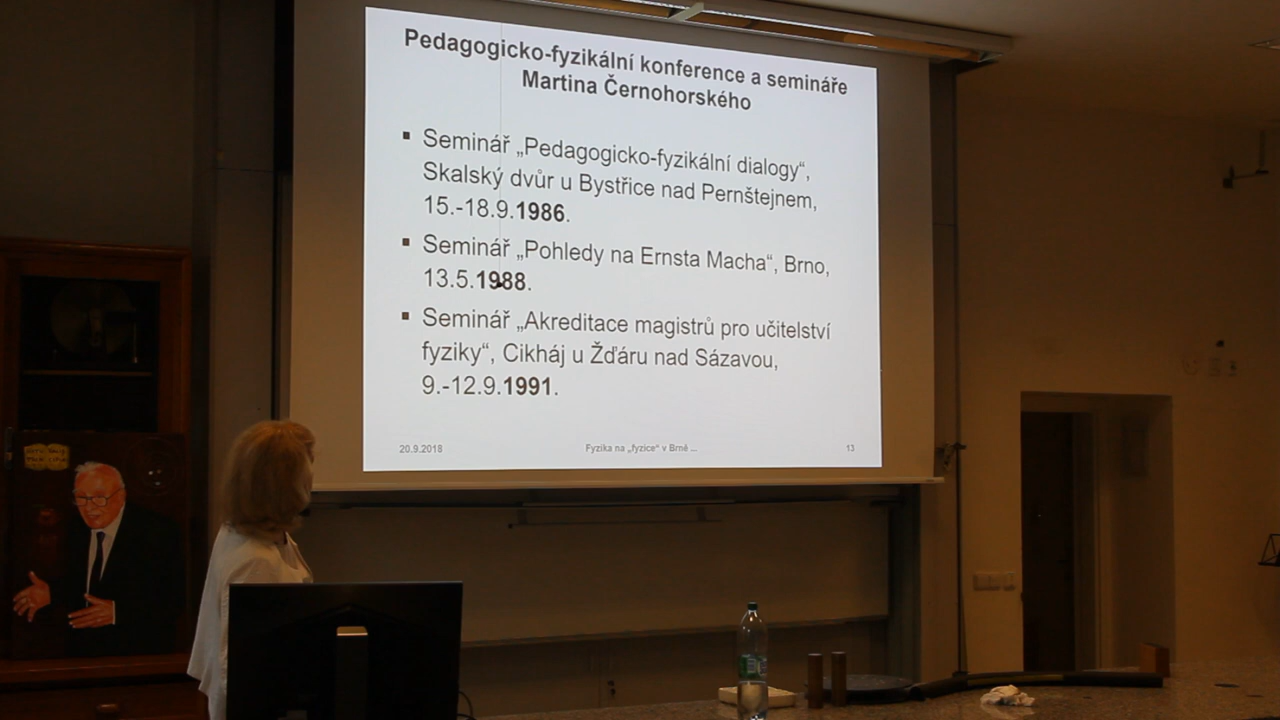 Pedagogicko-fyzikální konference a semináře
Martina Černohorského
▪ Seminář „Pedagogicko-fyzikální dialogy“,
Skalský dvůr u Bystřice nad Pernštejnem,
15.-18.9.1986.
▪ Seminář „Pohledy na Ernsta Macha“, Brno,
13.5.1988.
▪ Seminář „Akreditace magistrů pro učitelství
fyziky“, Cikháj u Žďáru nad Sázavou,
9.-12.9.1991.
20.9.2018 Fyzika na „fyzice“ v Brně ... 13